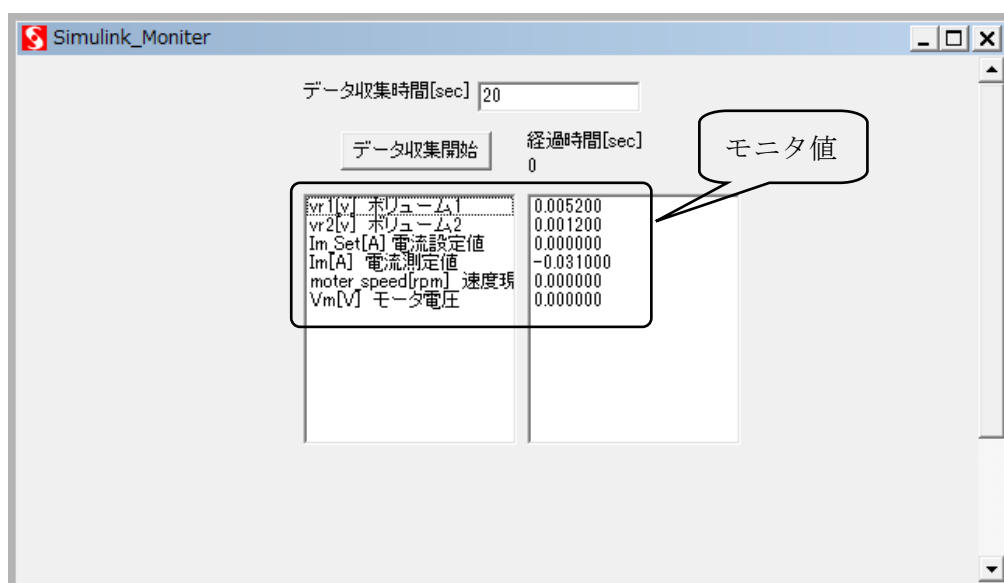 Simulink_Moniter
データ収集時間[sec] 20
データ収集開始
経過時間[sec]
0
モニタ値
vr1[v] ボリューム1 0.005200
vr2[v] ボリューム2 0.001200
Im_Set[A] 電流設定値 0.000000
Im[A] 電流測定値 -0.031000
moter_speed[rpm] 速度現 0.000000
Vm[V] モータ電圧 0.000000